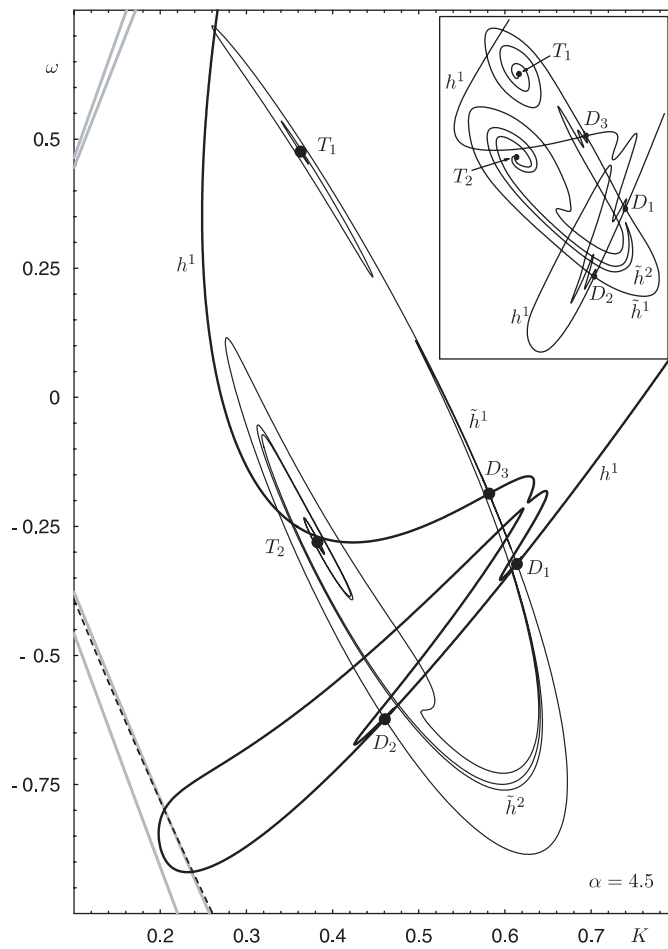 ω
0.5
0.25
0
- 0.25
- 0.5
- 0.75
0.2
0.3
0.4
0.5
0.6
K
0.7
α = 4.5
T₁
h¹
h̃¹
D₃
h¹
T₂
D₁
D₂
h̃²
T₁
h¹
D₃
T₂
D₁
h̃²
D₂
h̃¹
h¹